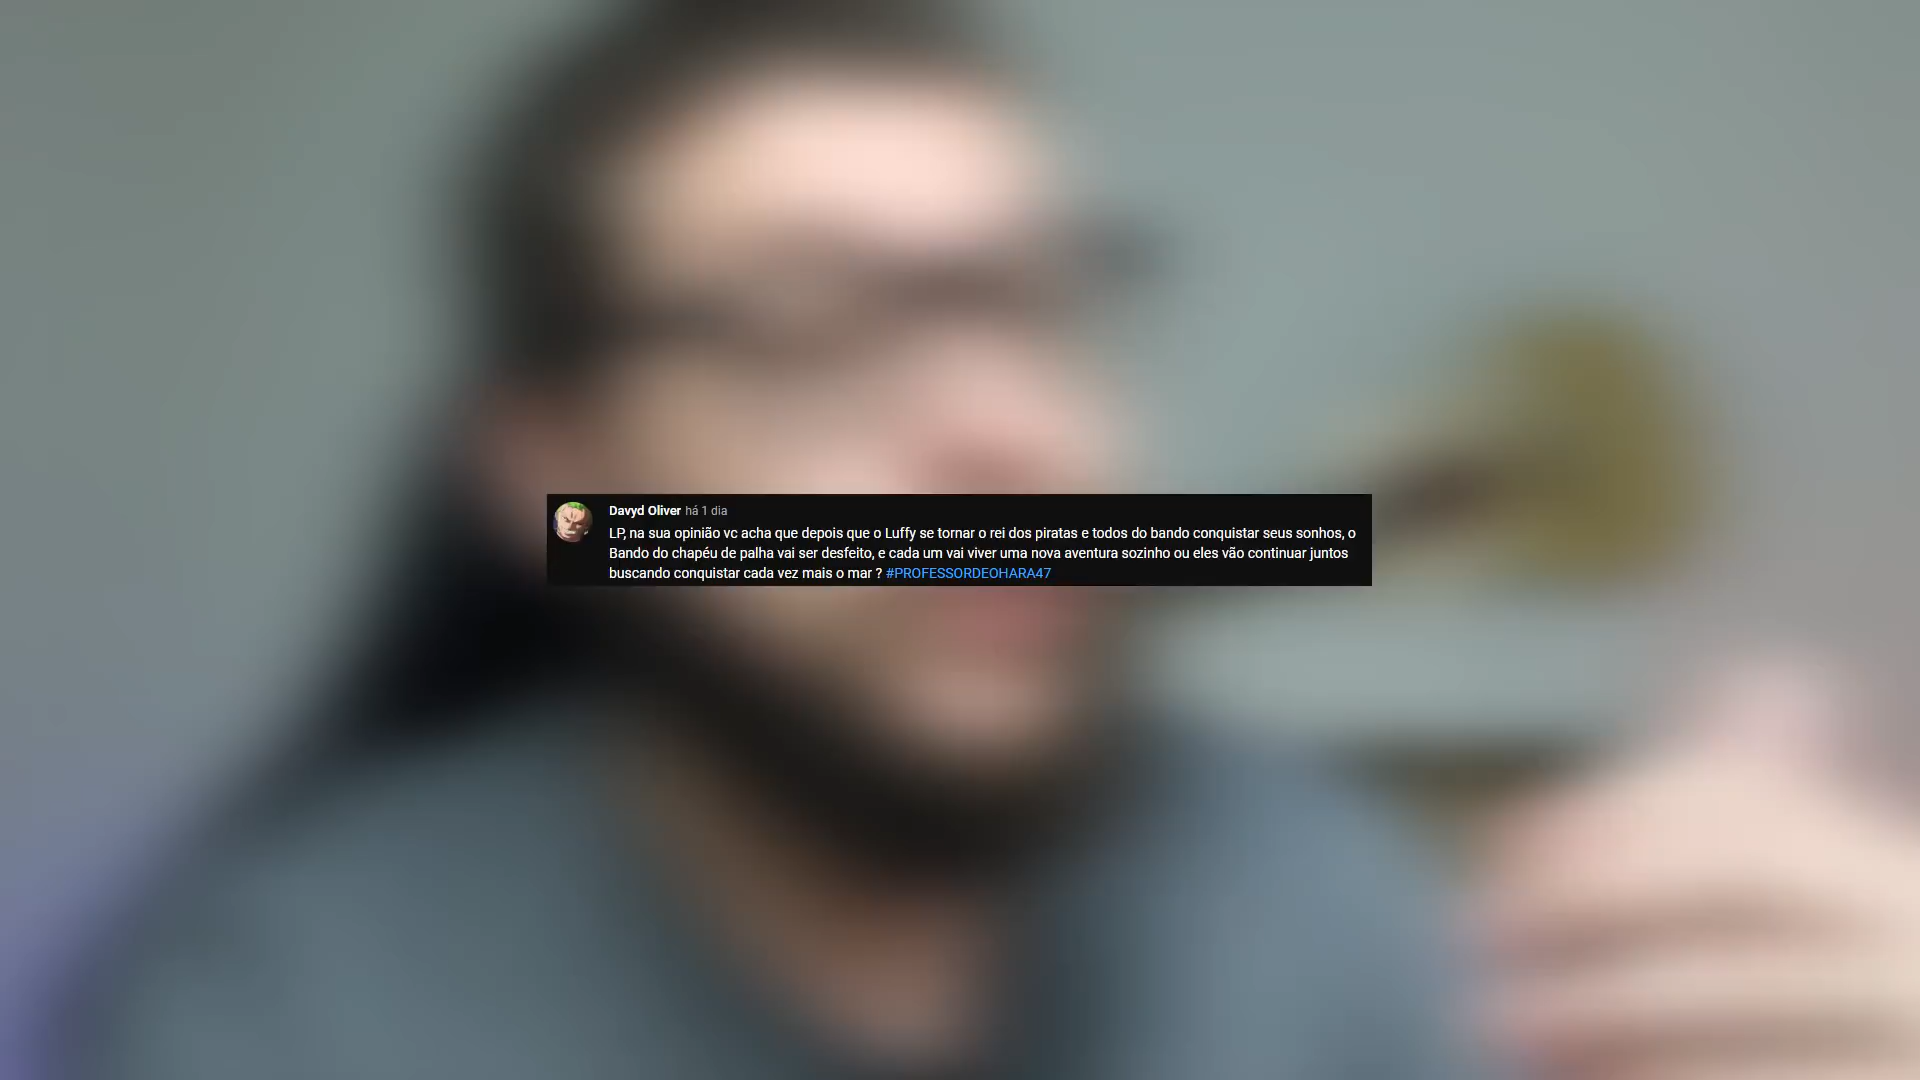 Davyd Oliver há 1 dia
LP, na sua opinião vc acha que depois que o Luffy se tornar o rei dos piratas e todos do bando conquistar seus sonhos, o
Bando do chapéu de palha vai ser desfeito, e cada um vai viver uma nova aventura sozinho ou eles vão continuar juntos
buscando conquistar cada vez mais o mar ? #PROFESSORDEOHARA47